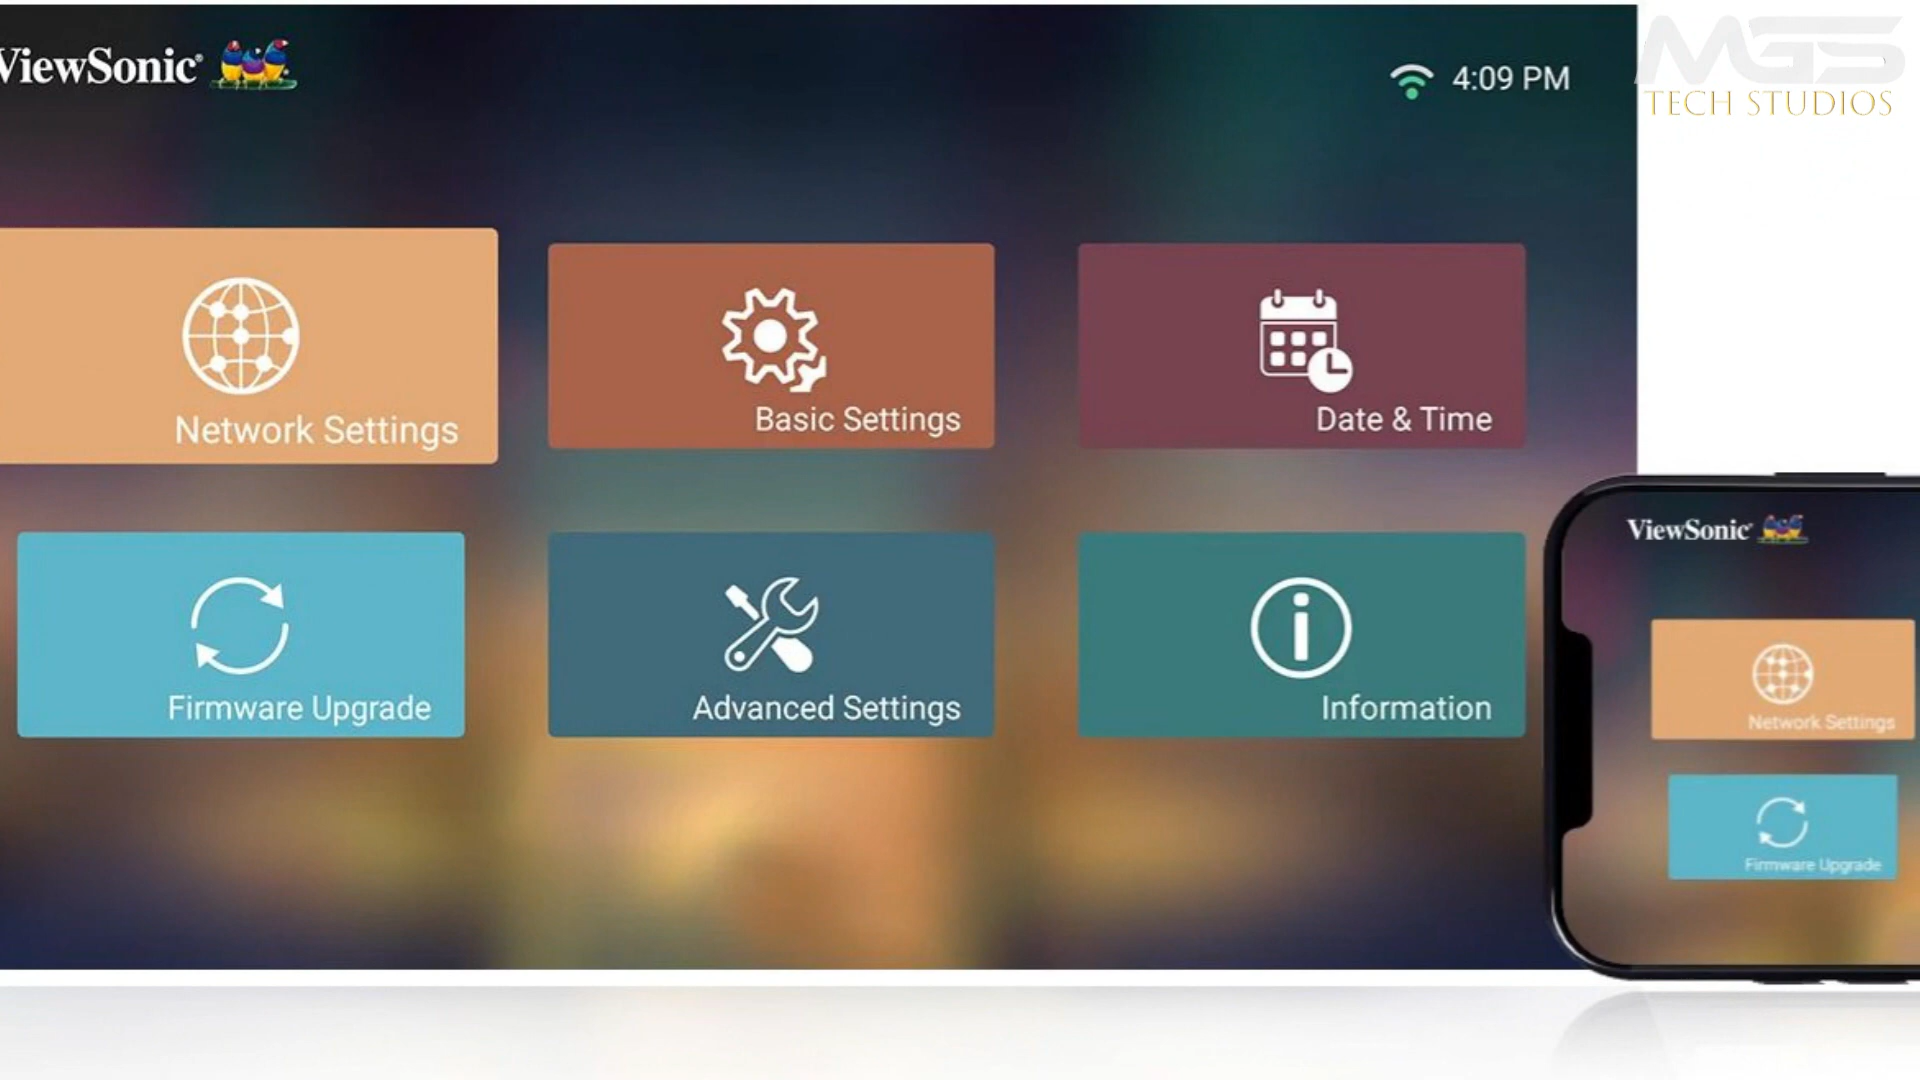 ViewSonic®
4:09 PM
MGS
TECH STUDIOS
Network Settings
Basic Settings
Date & Time
Firmware Upgrade
Advanced Settings
Information
ViewSonic®
Network Settings
Firmware Upgrade